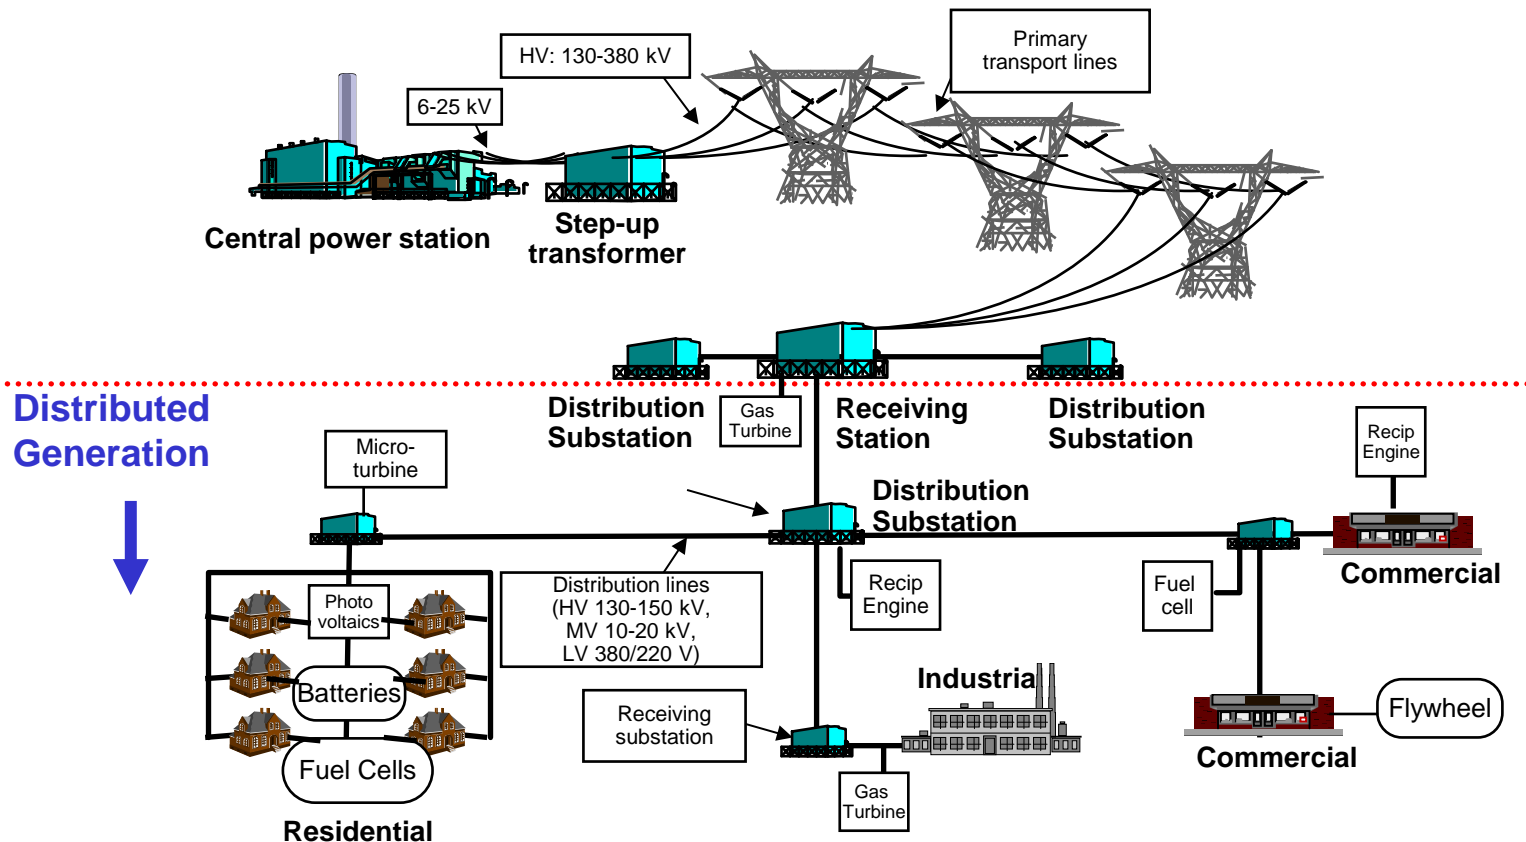 HV: 130-380 kV
Primary
transport lines
6-25 kV
Central power station
Step-up
transformer
Distributed
Generation
Distribution
Substation
Gas
Turbine
Receiving
Station
Distribution
Substation
Recip
Engine
Micro-
turbine
Distribution
Substation
Commercial
Distribution lines
(HV 130-150 kV,
MV 10-20 kV,
LV 380/220 V)
Recip
Engine
Fuel
cell
Photo
voltaics
Batteries
Fuel Cells
Residential
Receiving
substation
Industria
Gas
Turbine
Flywheel
Commercial